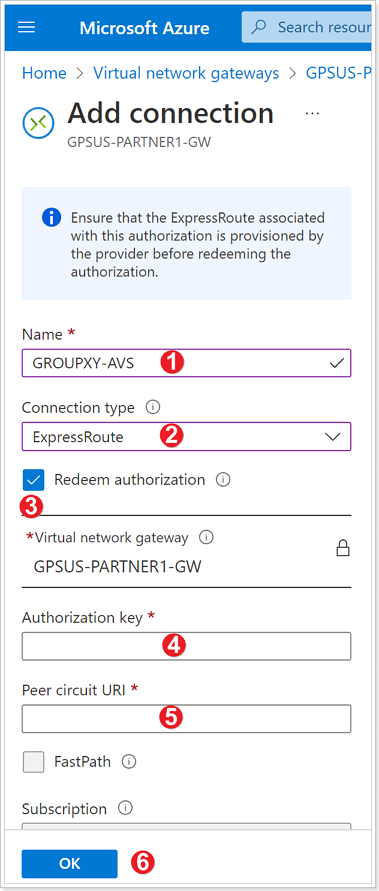 Microsoft Azure
Search resour
Home > Virtual network gateways > GPSUS-P
Add connection ...
GPSUS-PARTNER1-GW
Ensure that the ExpressRoute associated
with this authorization is provisioned by
the provider before redeeming the
authorization.
Name *
GROUPXY-AVS 1
Connection type
ExpressRoute 2
Redeem authorization
3
*Virtual network gateway
GPSUS-PARTNER1-GW
Authorization key *
4
Peer circuit URI *
5
FastPath
Subscription
OK 6